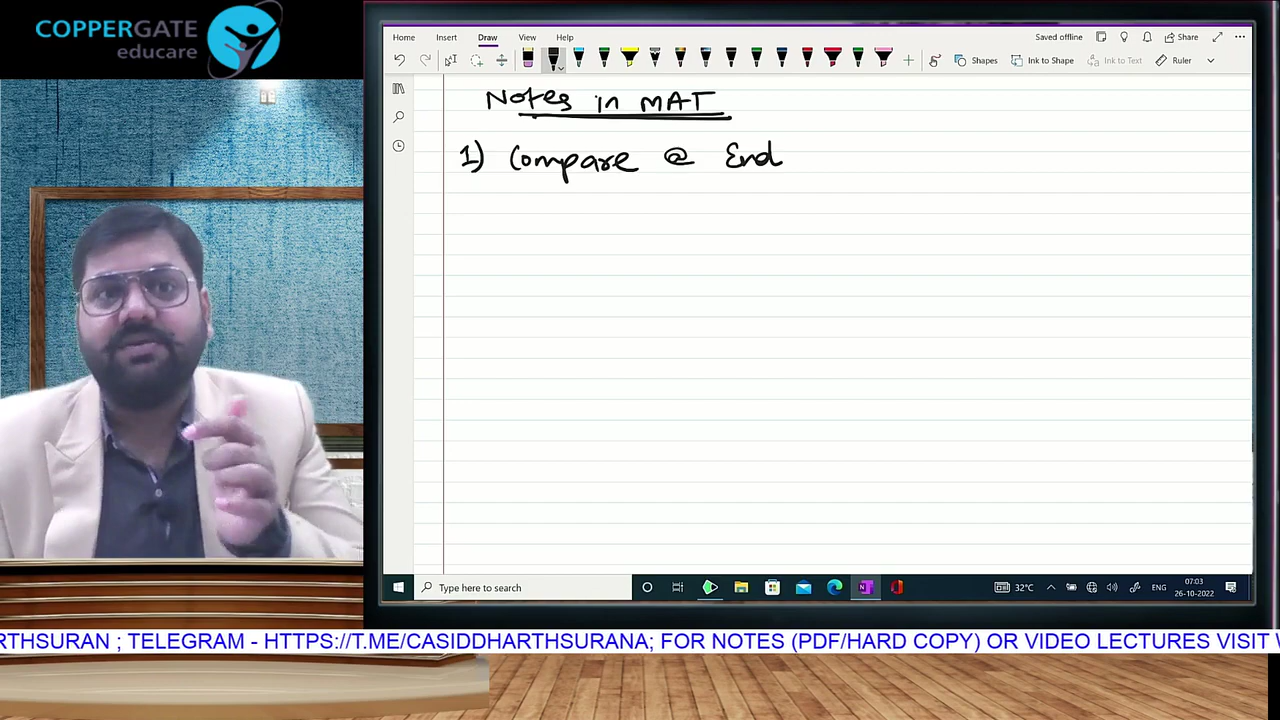 COPPERGATE
educare
Home Insert Draw View Help
Saved offline Share
Shapes Ink to Shape Ink to Text Ruler
Notes in MAT
1) Compare @ End
Type here to search
32°C ENG 07:03
26-10-2022
RTHSURAN ; TELEGRAM - HTTPS://T.ME/CASIDDHARTHSURANA; FOR NOTES (PDF/HARD COPY) OR VIDEO LECTURES VISIT